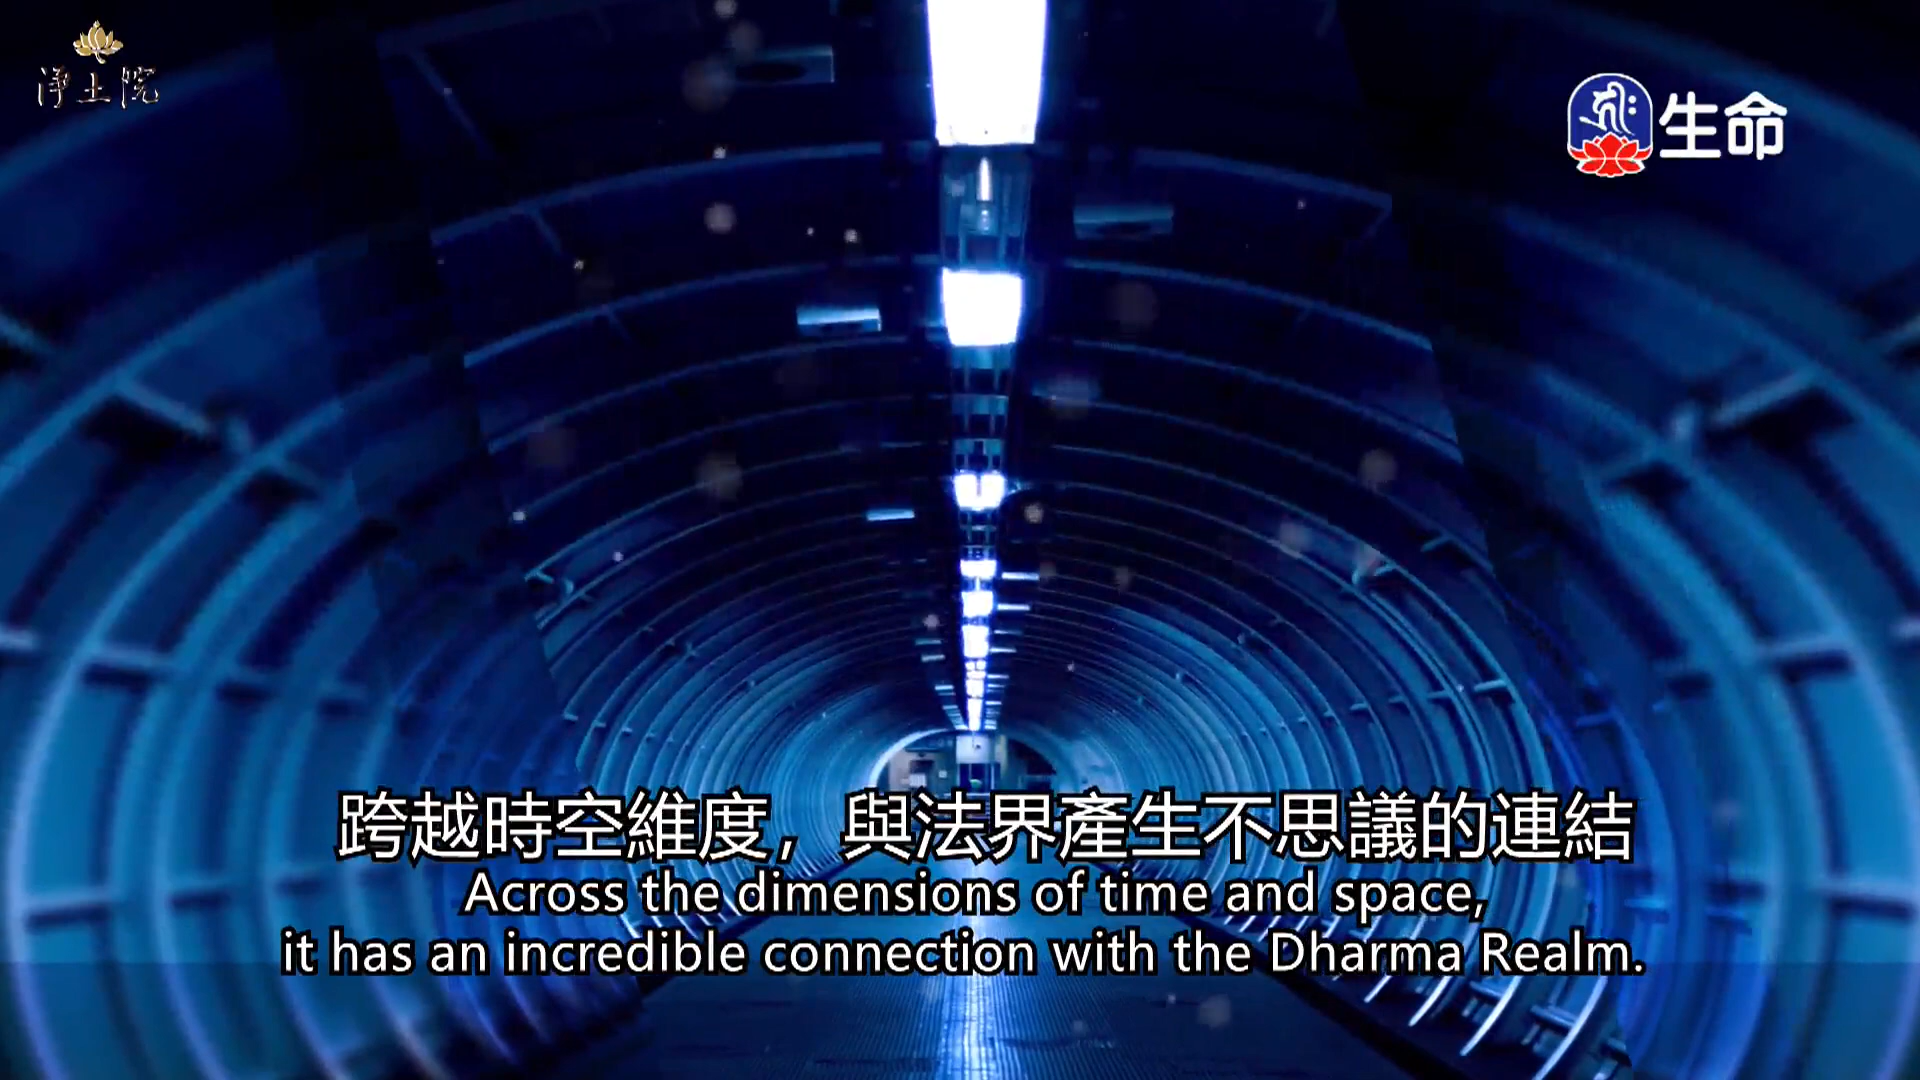 淨土院
生命
跨越時空維度，與法界產生不思議的連結
Across the dimensions of time and space,
it has an incredible connection with the Dharma Realm.